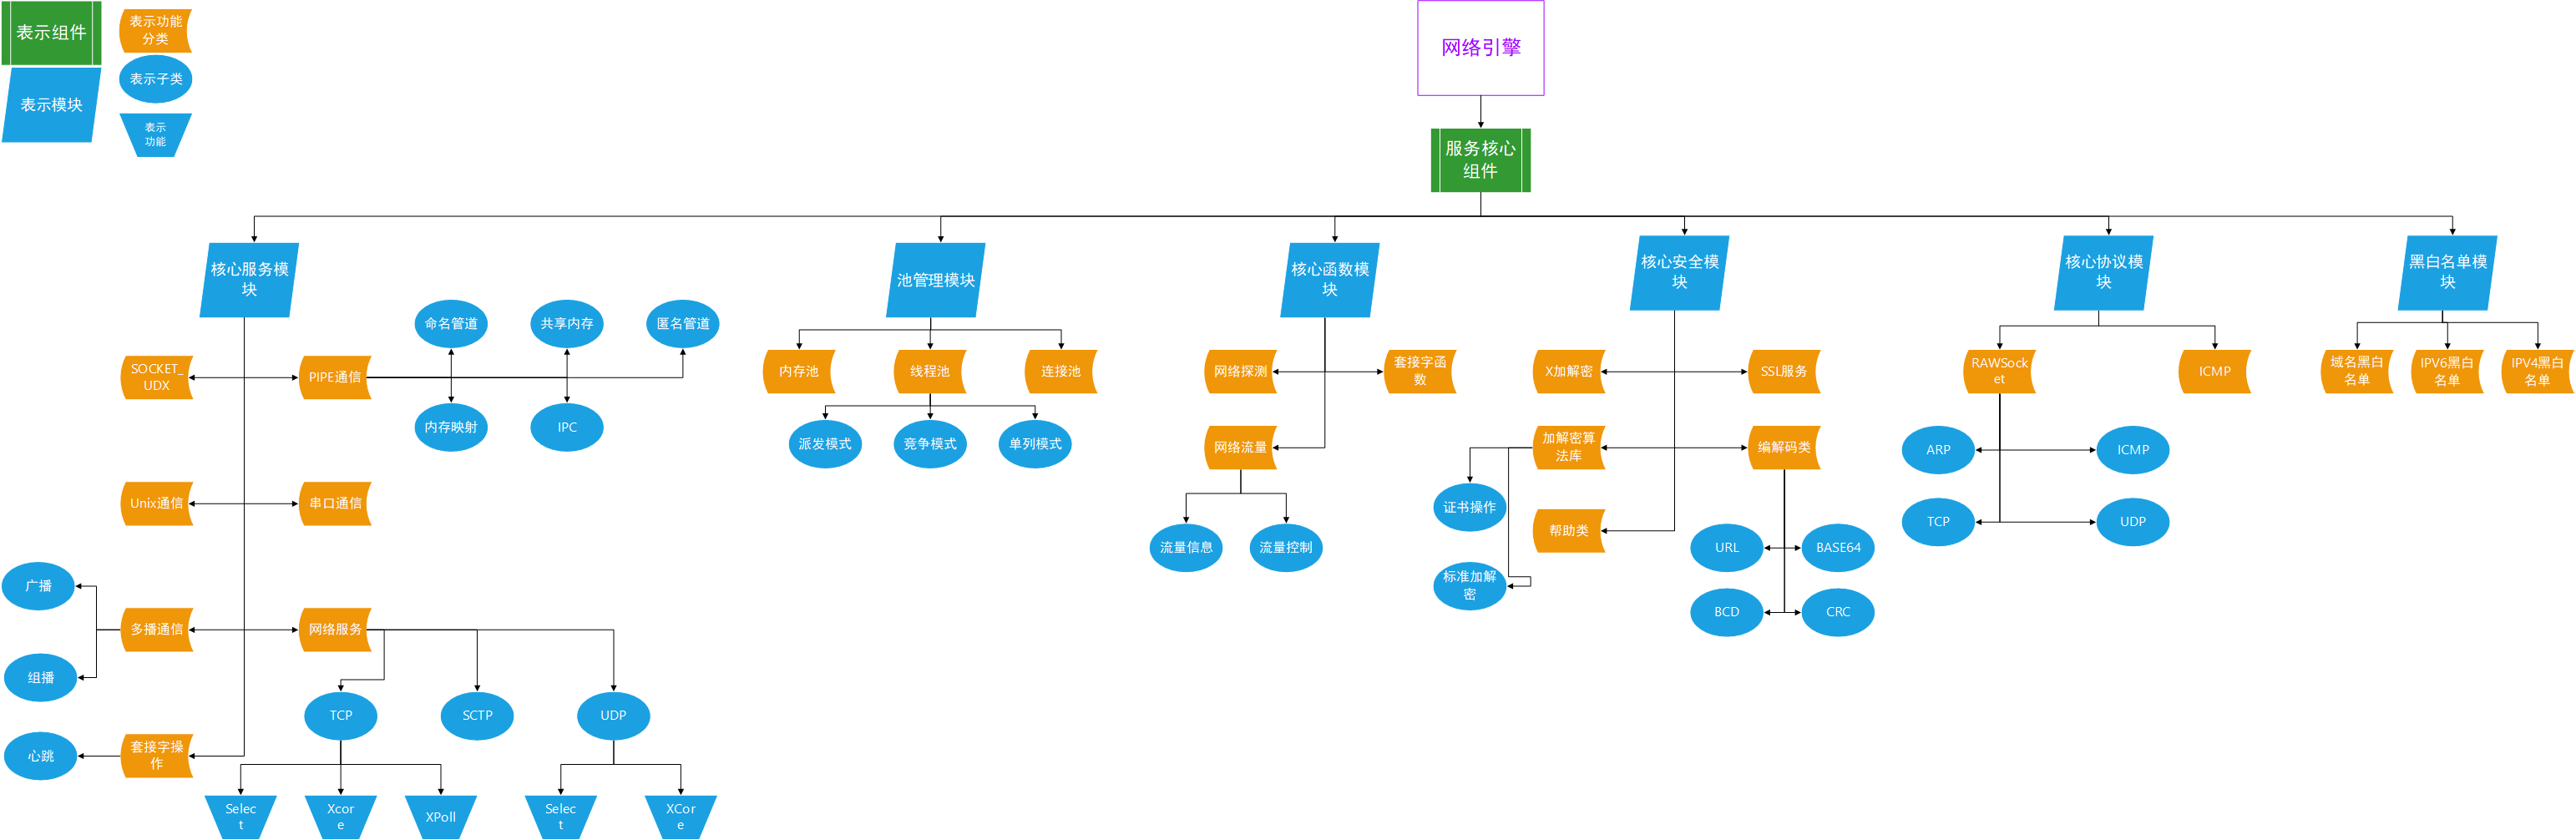 表示组件
表示功能
分类
表示模块
表示子类
表示
功能
网络引擎
服务核心
组件
核心服务模
块
池管理模块
核心函数模
块
核心安全模
块
核心协议模
块
黑白名单模
块
命名管道
共享内存
匿名管道
SOCKET_
UDX
PIPE通信
内存映射
IPC
Unix通信
串口通信
广播
多播通信
网络服务
组播
TCP
SCTP
UDP
心跳
套接字操
作
Selec
t
Xcor
e
XPoll
Selec
t
XCor
e
内存池
线程池
连接池
派发模式
竞争模式
单列模式
网络探测
套接字函
数
网络流量
流量信息
流量控制
X加解密
SSL服务
加解密算
法库
编解码类
证书操作
帮助类
标准加解
密
URL
BASE64
BCD
CRC
RAWSock
et
ICMP
ARP
ICMP
TCP
UDP
域名黑白
名单
IPV6黑白
名单
IPV4黑白
名单